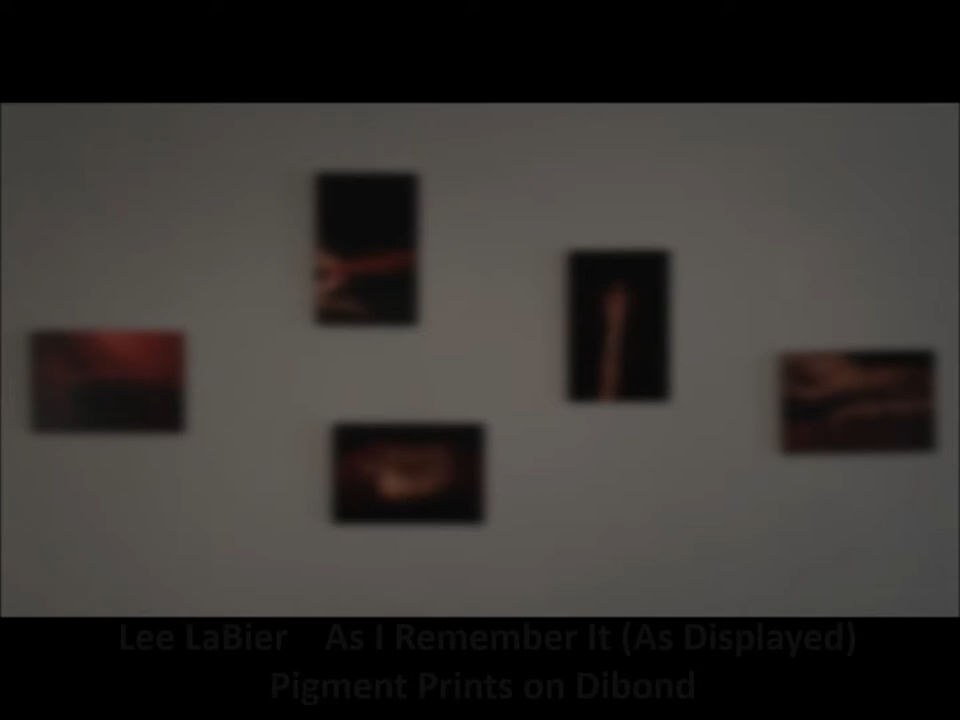 Lee LaBier As I Remember It (As Displayed)
Pigment Prints on Dibond